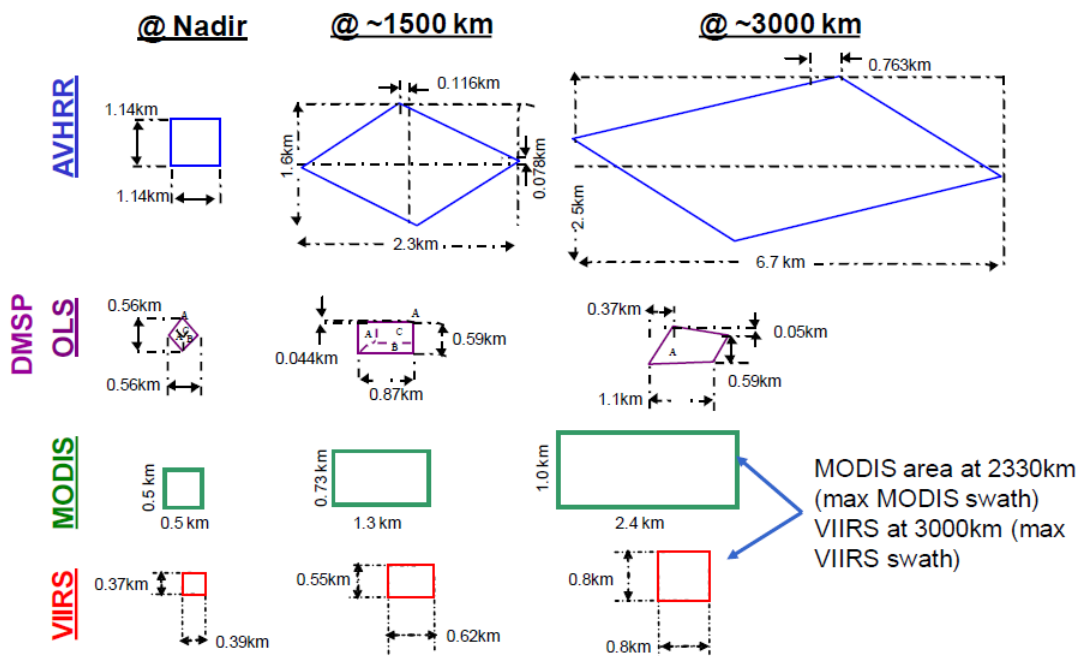 @ Nadir
@ ~1500 km
@ ~3000 km
AVHRR
1.14km
1.14km
0.116km
1.6km
0.078km
2.3km
0.763km
2.5km
6.7 km
DMSP
OLS
0.56km
0.56km
A
C
A
B
A
A
C
B
0.044km
0.59km
0.87km
0.37km
0.05km
A
0.59km
1.1km
MODIS
0.5 km
0.5 km
0.73 km
1.3 km
1.0 km
2.4 km
MODIS area at 2330km
(max MODIS swath)
VIIRS at 3000km (max
VIIRS swath)
VIIRS
0.37km
0.39km
0.55km
0.62km
0.8km
0.8km